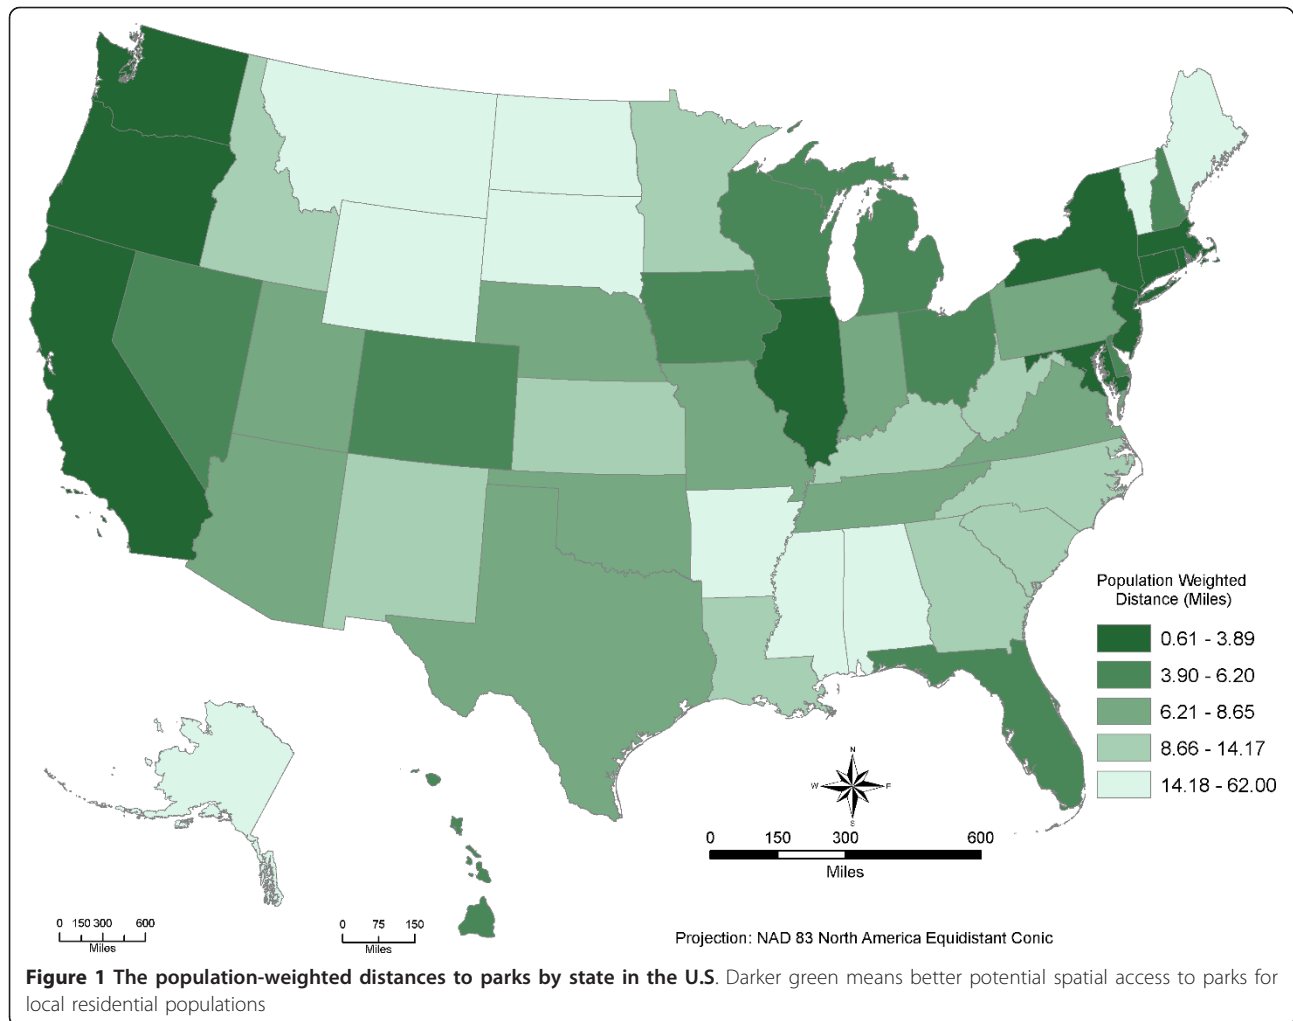 Population Weighted
Distance (Miles)
0.61 - 3.89
3.90 - 6.20
6.21 - 8.65
8.66 - 14.17
14.18 - 62.00
N
W
E
S
0 150 300 600
Miles
0 150 300 600
Miles
0 75 150
Miles
Projection: NAD 83 North America Equidistant Conic
Figure 1 The population-weighted distances to parks by state in the U.S. Darker green means better potential spatial access to parks for
local residential populations